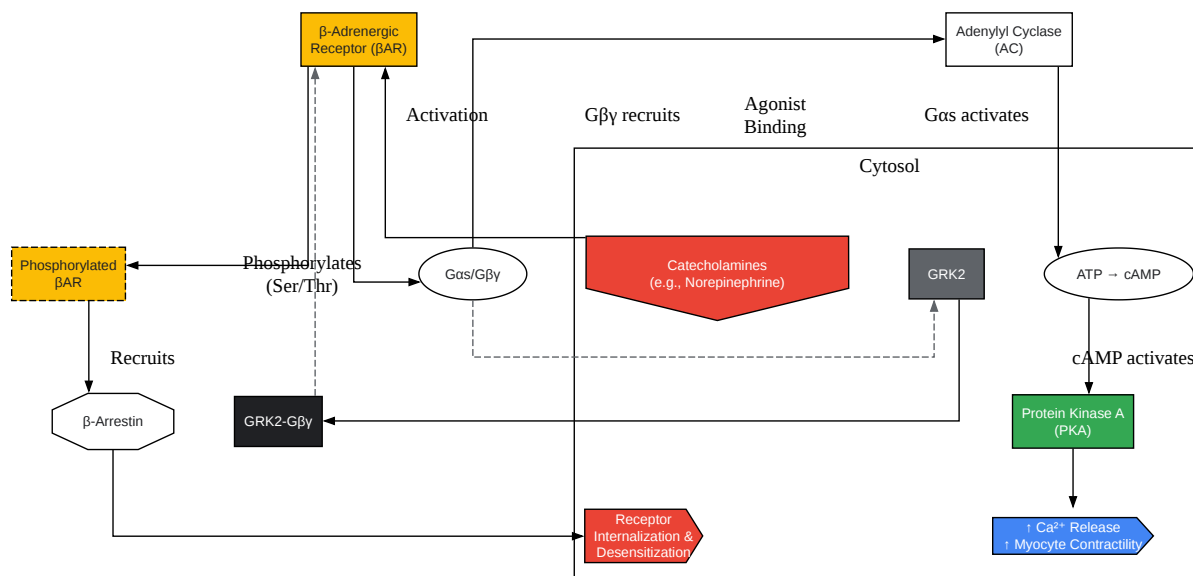 β-Adrenergic
Receptor (βAR)
Adenylyl Cyclase
(AC)
Activation
Gβγ recruits
Agonist
Binding
Gαs activates
Cytosol
Phosphorylated
βAR
Phosphorylates
(Ser/Thr)
Gαs/Gβγ
Catecholamines
(e.g., Norepinephrine)
GRK2
ATP → cAMP
Recruits
cAMP activates
β-Arrestin
GRK2-Gβγ
Protein Kinase A
(PKA)
Receptor
Internalization &
Desensitization
↑ Ca²⁺ Release
↑ Myocyte Contractility